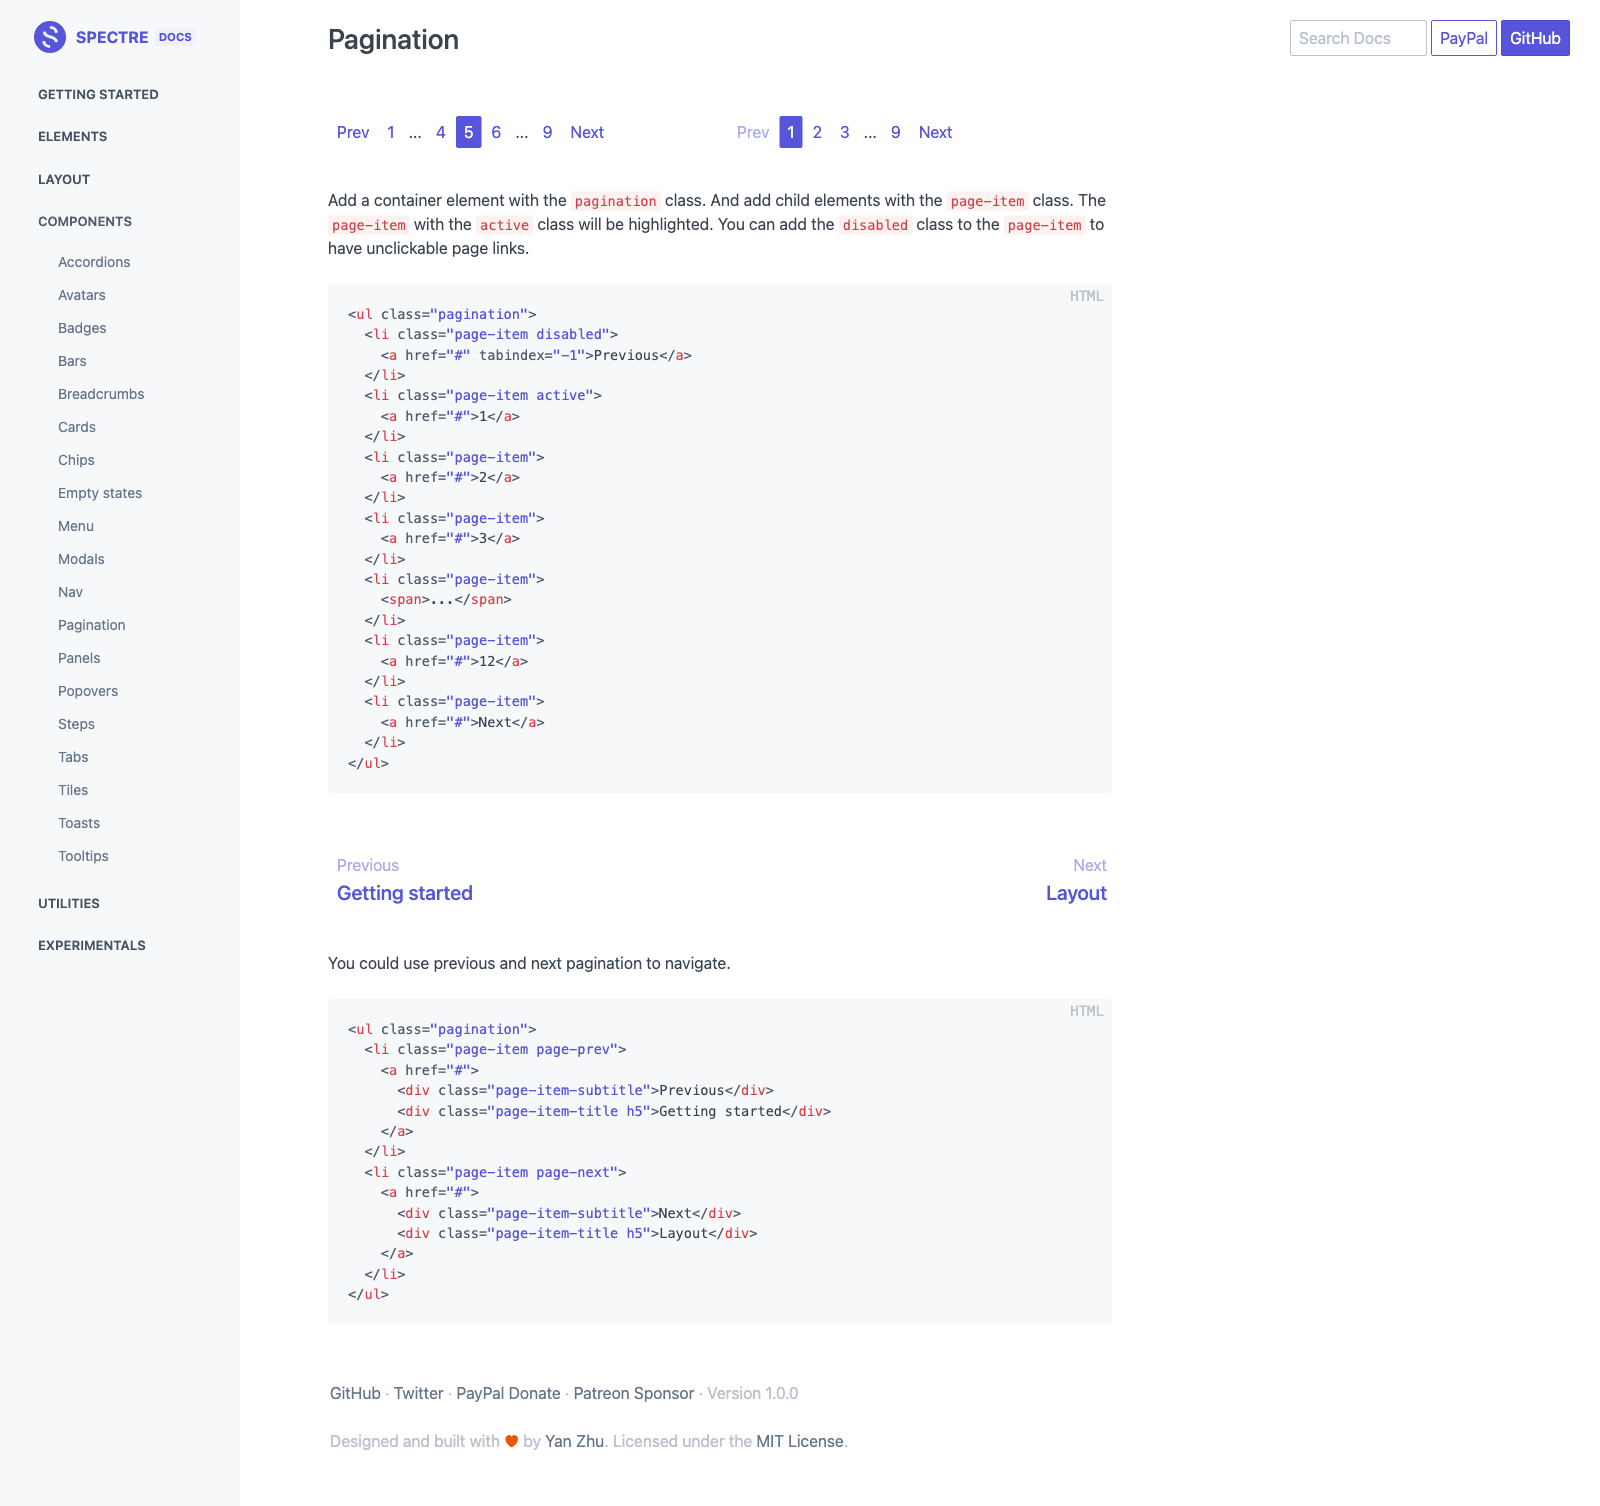 SPECTRE DOCS
GETTING STARTED
ELEMENTS
LAYOUT
COMPONENTS
Accordions
Avatars
Badges
Bars
Breadcrumbs
Cards
Chips
Empty states
Menu
Modals
Nav
Pagination
Panels
Popovers
Steps
Tabs
Tiles
Toasts
Tooltips
UTILITIES
EXPERIMENTALS
Pagination
Search Docs PayPal GitHub
Prev 1 ... 4 5 6 ... 9 Next
Prev 1 2 3 ... 9 Next
Add a container element with the pagination class. And add child elements with the page-item class. The
page-item with the active class will be highlighted. You can add the disabled class to the page-item to
have unclickable page links.
HTML
<ul class="pagination">
  <li class="page-item disabled">
    <a href="#" tabindex="-1">Previous</a>
  </li>
  <li class="page-item active">
    <a href="#">1</a>
  </li>
  <li class="page-item">
    <a href="#">2</a>
  </li>
  <li class="page-item">
    <a href="#">3</a>
  </li>
  <li class="page-item">
    <span>...</span>
  </li>
  <li class="page-item">
    <a href="#">12</a>
  </li>
  <li class="page-item">
    <a href="#">Next</a>
  </li>
</ul>
Previous
Getting started
Next
Layout
You could use previous and next pagination to navigate.
HTML
<ul class="pagination">
  <li class="page-item page-prev">
    <a href="#">
      <div class="page-item-subtitle">Previous</div>
      <div class="page-item-title h5">Getting started</div>
    </a>
  </li>
  <li class="page-item page-next">
    <a href="#">
      <div class="page-item-subtitle">Next</div>
      <div class="page-item-title h5">Layout</div>
    </a>
  </li>
</ul>
GitHub · Twitter · PayPal Donate · Patreon Sponsor · Version 1.0.0
Designed and built with ♥ by Yan Zhu. Licensed under the MIT License.